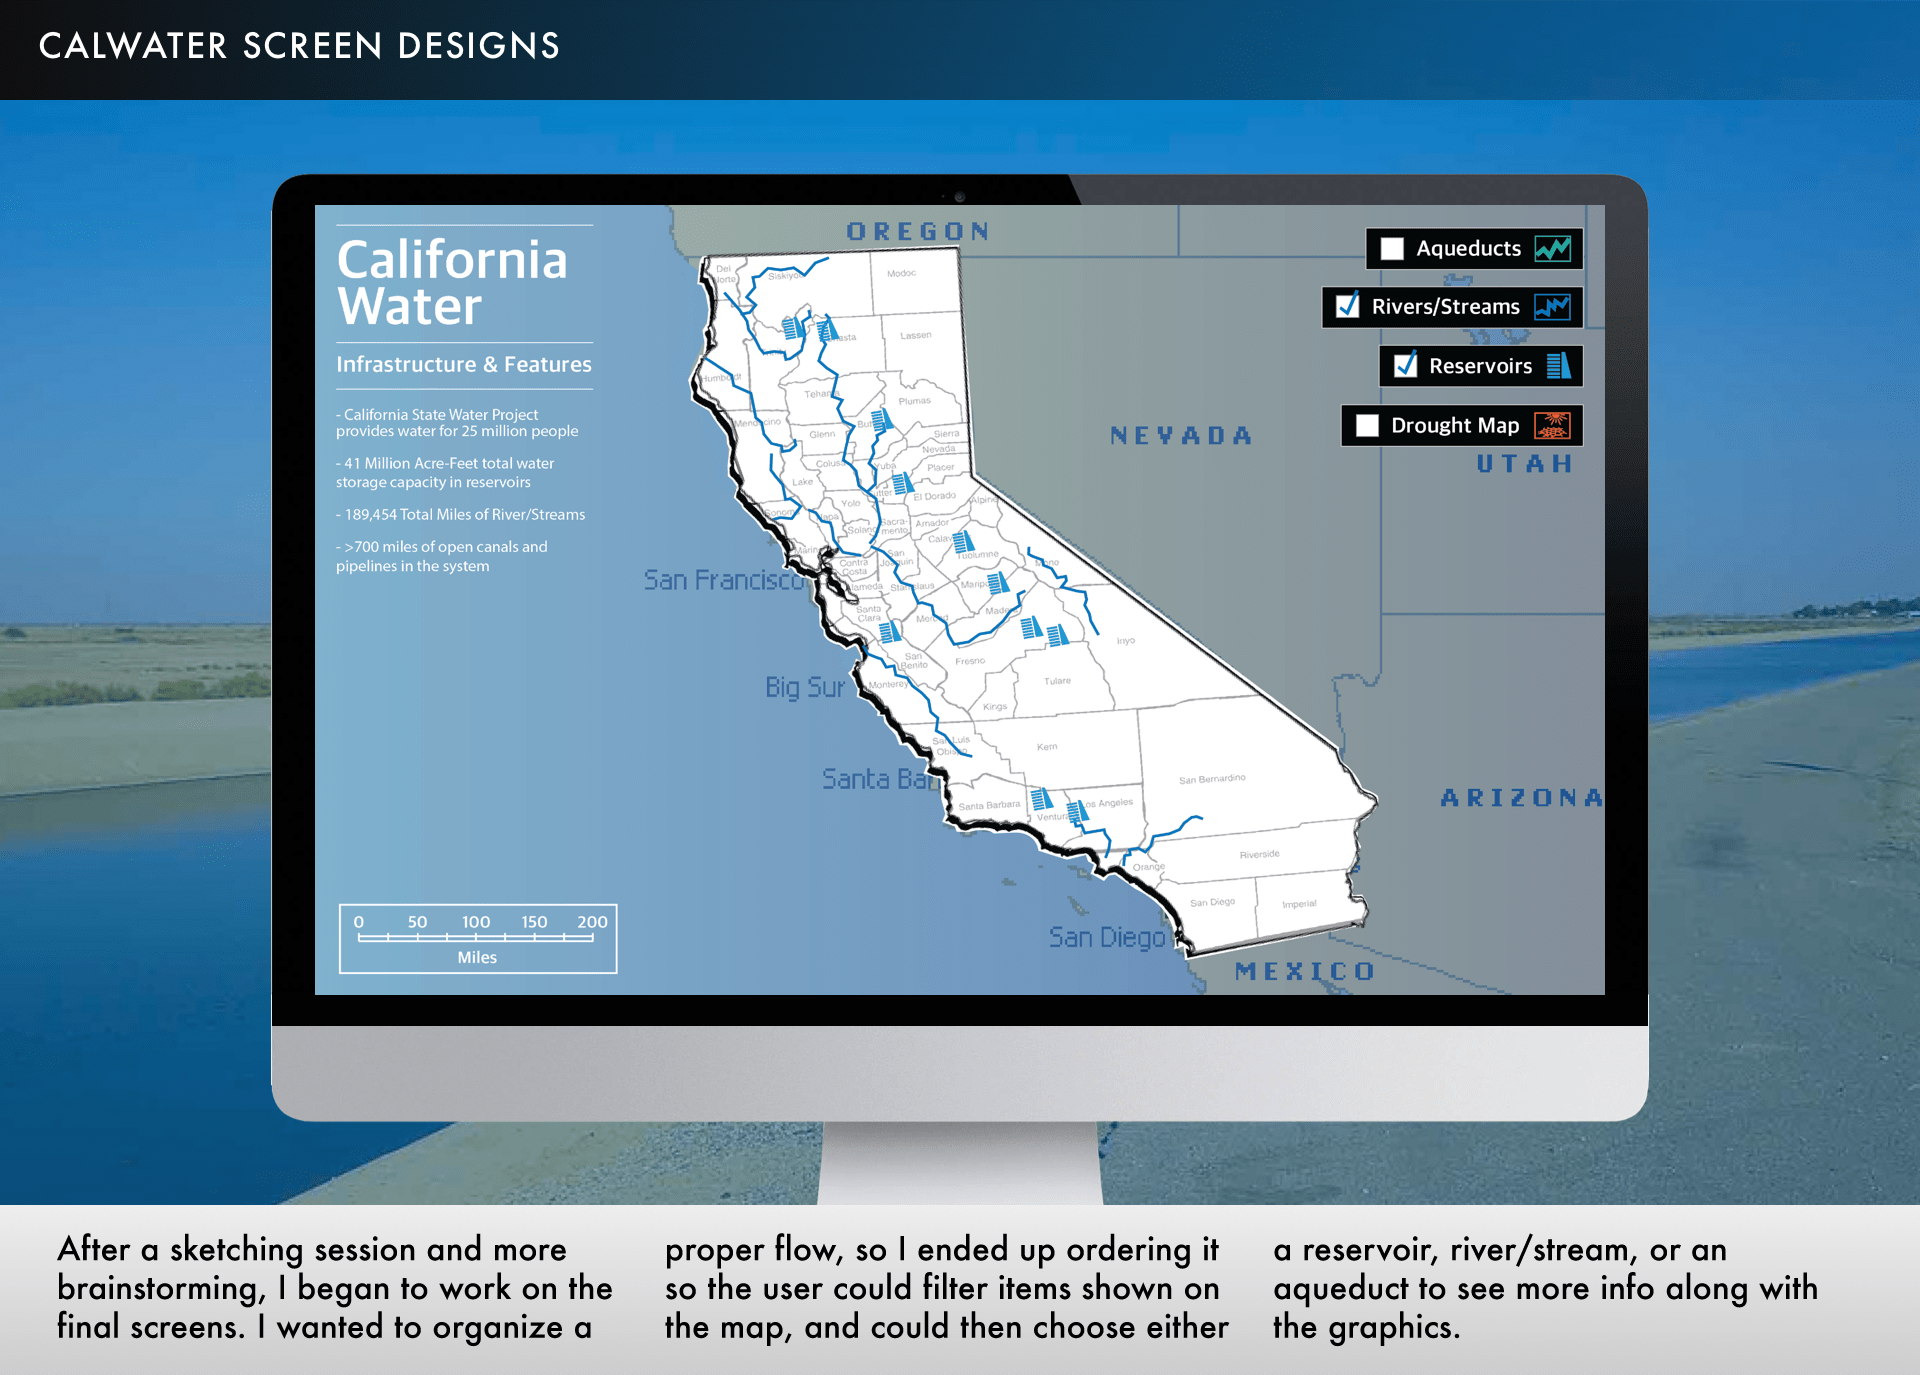 CALWATER SCREEN DESIGNS
California
Water
Infrastructure & Features
- California State Water Project
provides water for 25 million people
- 41 Million Acre-Feet total water
storage capacity in reservoirs
- 189,454 Total Miles of River/Streams
- >700 miles of open canals and
pipelines in the system
0 50 100 150 200
Miles
Aqueducts
Rivers/Streams
Reservoirs
Drought Map
OREGON
NEVADA
UTAH
ARIZONA
MEXICO
San Francisco
Big Sur
Santa Bar
San Diego
Del
Norte
Siskiyou
Modoc
Shasta
Lassen
Humboldt
Tehama
Plumas
Mendocino
Glenn
Butte
Sierra
Nevada
Colusa
Yuba
Placer
Lake
Sutter
El Dorado
Yolo
Alpine
Sonoma
Napa
Sacra-
mento
Amador
Solano
Calav
Marin
San
Joaquin
Tuolumne
Contra
Costa
Mono
Alameda
Stanislaus
Mariposa
Santa
Clara
Merced
Madera
Inyo
San
Benito
Fresno
Monterey
Tulare
Kings
San Luis
Obispo
Kern
San Bernardino
Santa Barbara
Ventura
Los Angeles
Orange
Riverside
San Diego
Imperial
After a sketching session and more
brainstorming, I began to work on the
final screens. I wanted to organize a
proper flow, so I ended up ordering it
so the user could filter items shown on
the map, and could then choose either
a reservoir, river/stream, or an
aqueduct to see more info along with
the graphics.